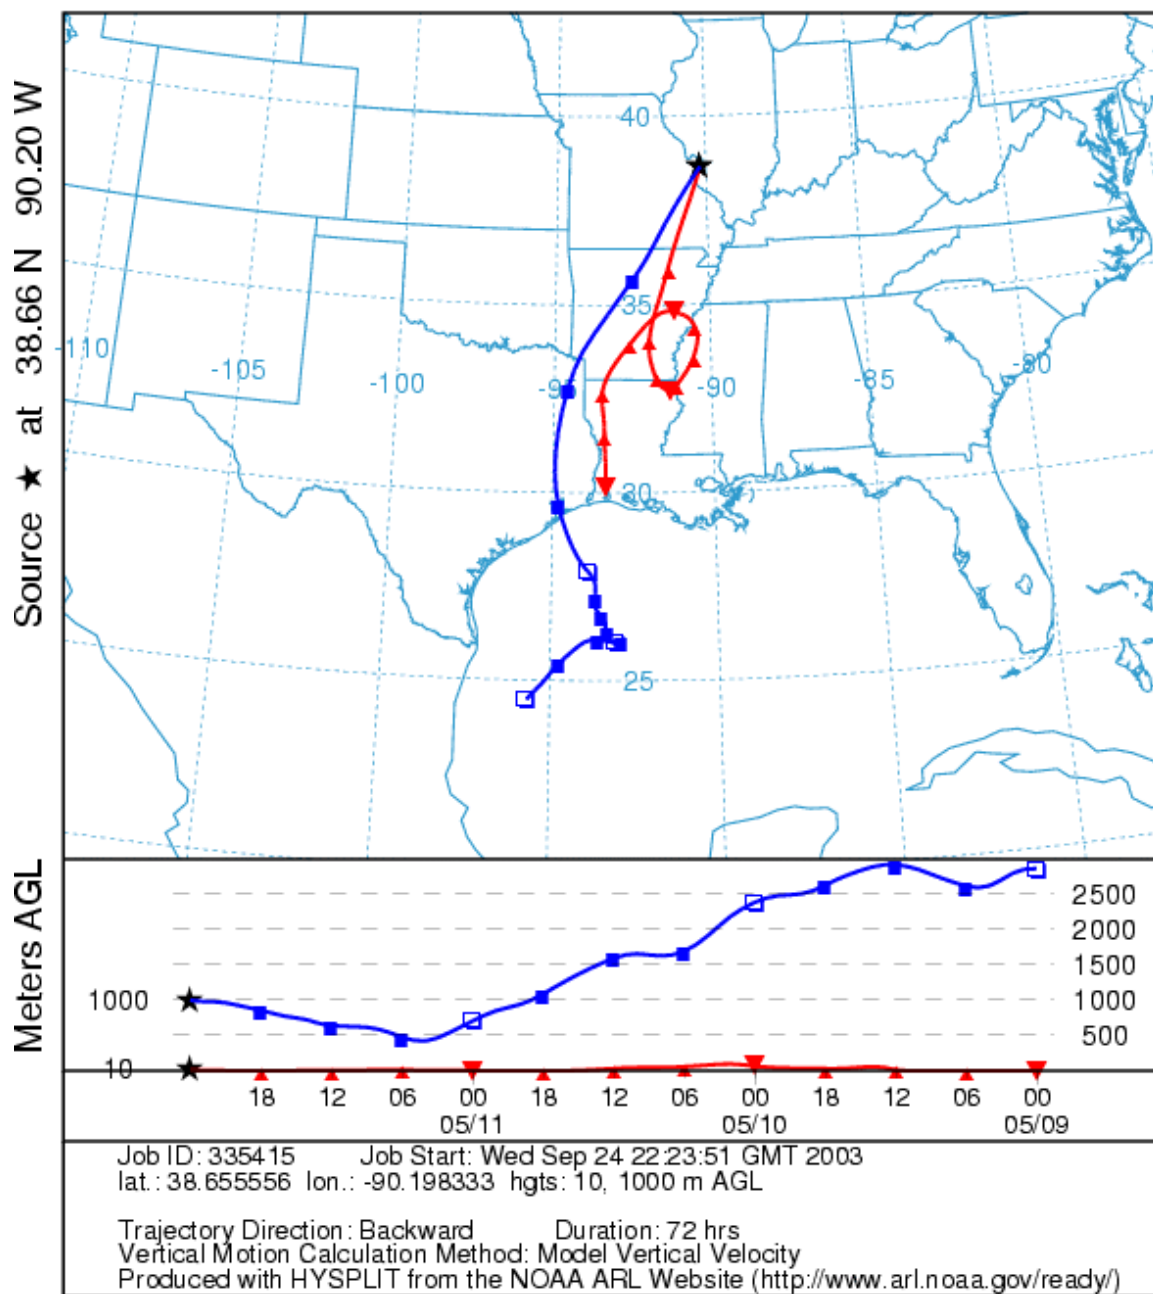 Source ★ at 38.66 N 90.20 W
40
35
-110
-105
-100
-95
-90
-85
-80
30
25
Meters AGL
2500
2000
1500
1000
1000
500
10
18 12 06 00 18 12 06 00 18 12 06 00
05/11 05/10 05/09
Job ID: 335415 Job Start: Wed Sep 24 22:23:51 GMT 2003
lat.: 38.655556 lon.: -90.198333 hgts: 10, 1000 m AGL
Trajectory Direction: Backward Duration: 72 hrs
Vertical Motion Calculation Method: Model Vertical Velocity
Produced with HYSPLIT from the NOAA ARL Website (http://www.arl.noaa.gov/ready/)